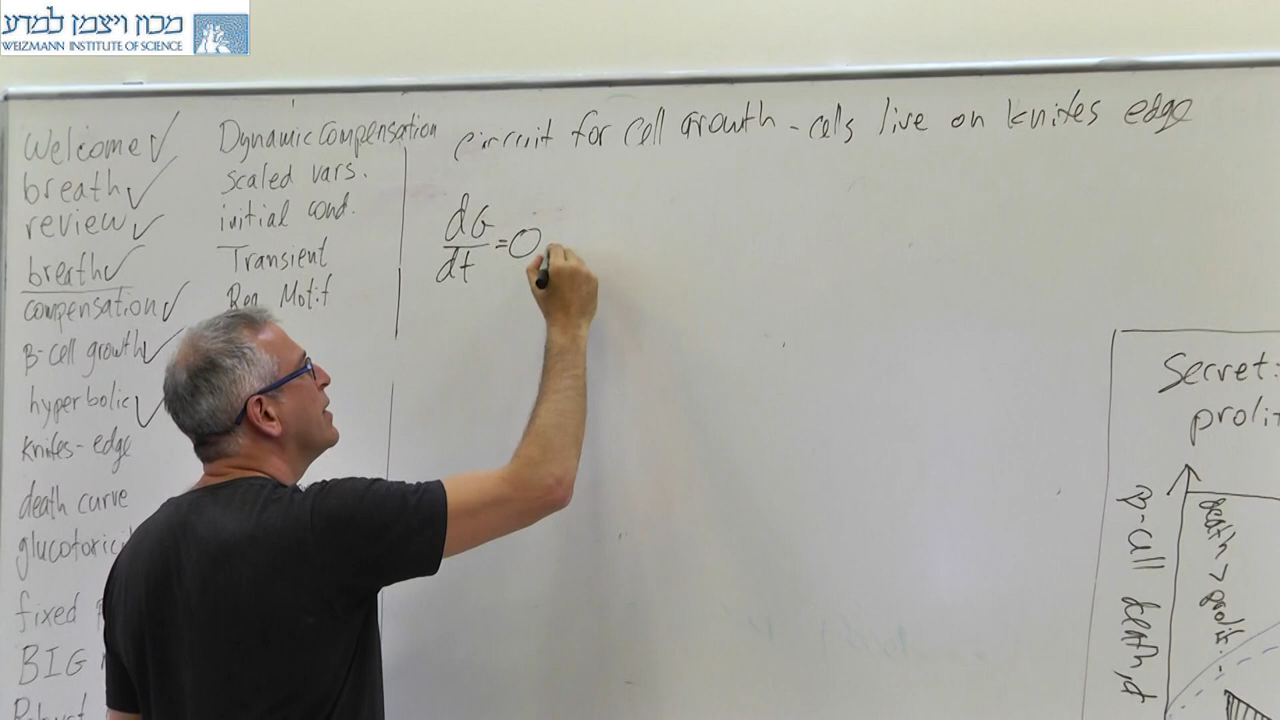 מכון ויצמן למדע
WEIZMANN INSTITUTE OF SCIENCE
Welcome ✓
breath ✓
review ✓
breath ✓
compensation ✓
β-cell growth ✓
hyperbolic ✓
knifes-edge
death curve
glucotoxici
fixed
BIG
Dynamic compensation
scaled vars.
initial cond.
Transient
Reg Motif
circuit for cell growth - cells live on knifes edge
dG
dt
=0
Secret:
prolif
β-cell death, d
death > prolif.